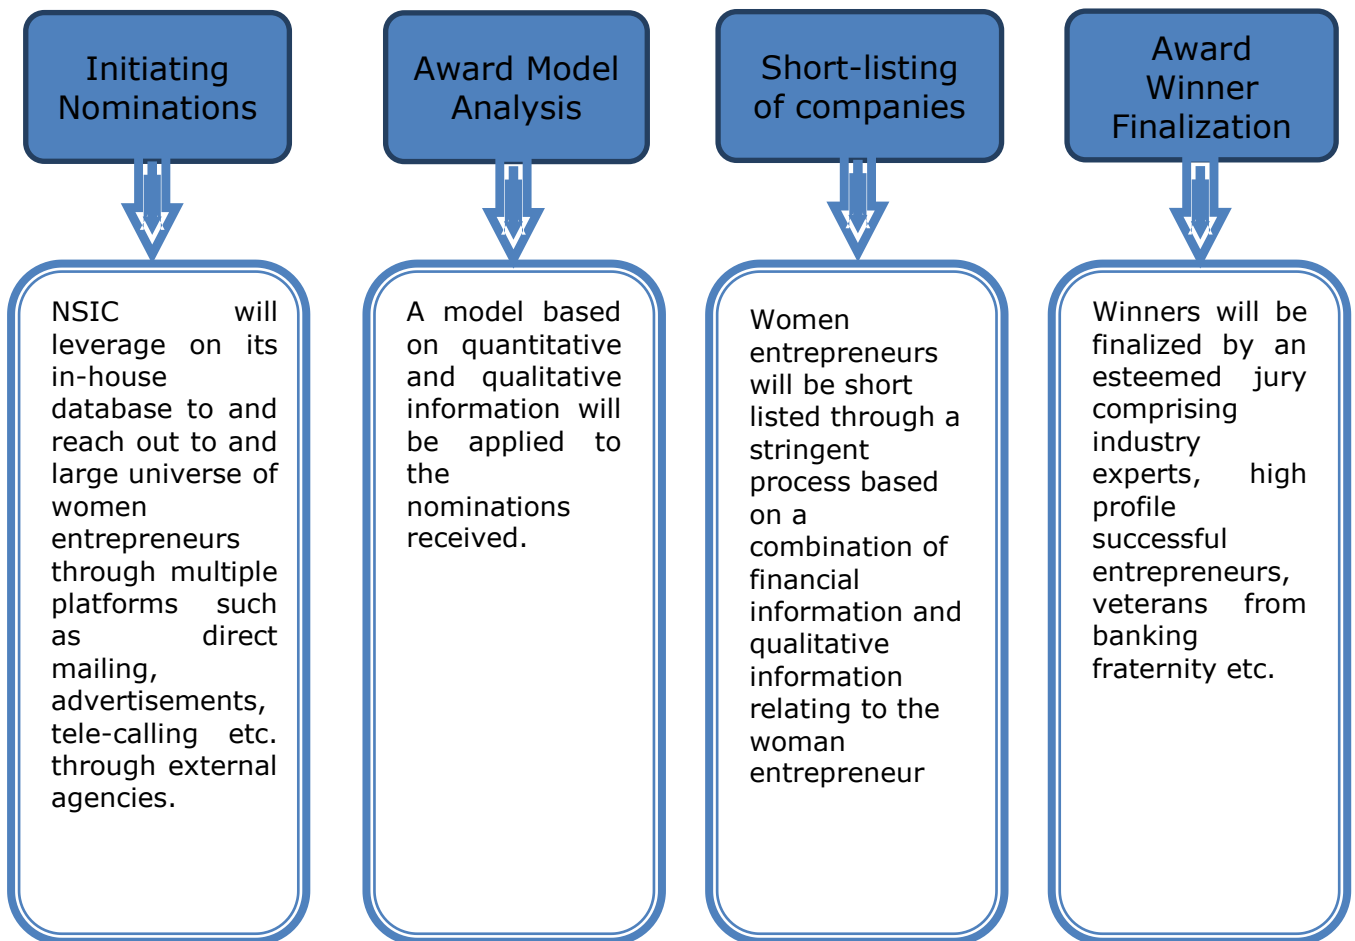 Initiating
Nominations
NSIC will
leverage on its
in-house
database to and
reach out to and
large universe of
women
entrepreneurs
through multiple
platforms such
as direct
mailing,
advertisements,
tele-calling etc.
through external
agencies.
Award Model
Analysis
A model based
on quantitative
and qualitative
information will
be applied to
the
nominations
received.
Short-listing
of companies
Women
entrepreneurs
will be short
listed through a
stringent
process based
on a
combination of
financial
information and
qualitative
information
relating to the
woman
entrepreneur
Award
Winner
Finalization
Winners will be
finalized by an
esteemed jury
comprising
industry
experts, high
profile
successful
entrepreneurs,
veterans from
banking
fraternity etc.